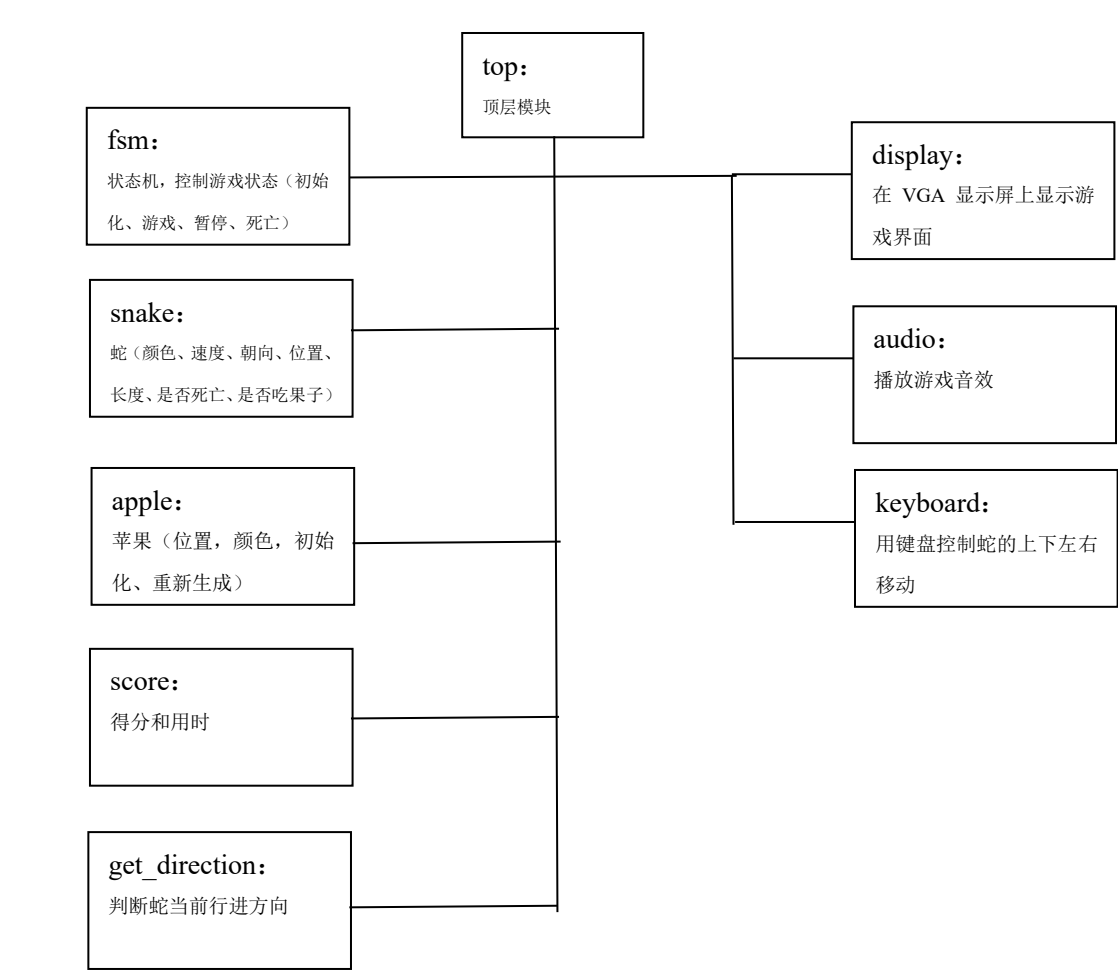 top：
顶层模块
fsm：
状态机，控制游戏状态（初始
化、游戏、暂停、死亡）
snake：
蛇（颜色、速度、朝向、位置、
长度、是否死亡、是否吃果子）
apple：
苹果（位置，颜色，初始
化、重新生成）
score：
得分和用时
get_direction：
判断蛇当前行进方向
display：
在 VGA 显示屏上显示游
戏界面
audio：
播放游戏音效
keyboard：
用键盘控制蛇的上下左右
移动